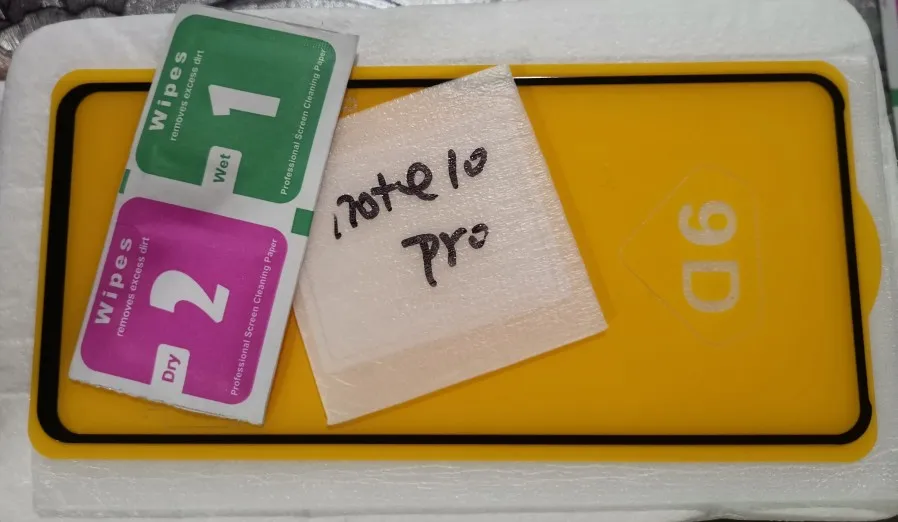 Wipes
removes excess dirt
1
Wet
Professional Screen Cleaning Paper
Wipes
removes excess dirt
2
Dry
Professional Screen Cleaning Paper
note 10
pro
9D